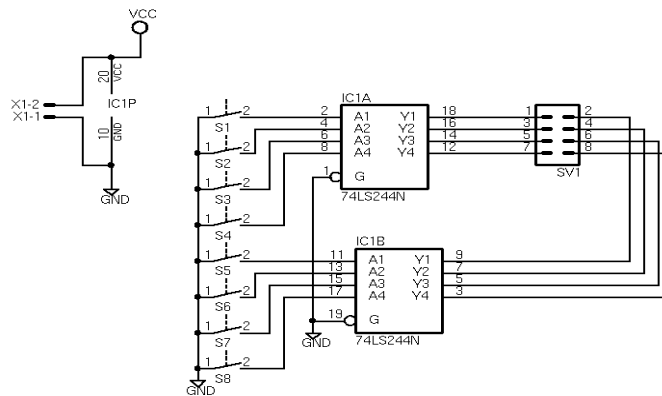 VCC
20
VCC
X1-2
IC1P
X1-1
10
GND
GND
IC1A
1 2 2 A1 Y1 18 1 2
S1 4 A2 Y2 16 3 4
1 2 6 A3 Y3 14 5 6
S2 8 A4 Y4 12 7 8
SV1
1 2 1 G
S3 74LS244N
1 2
S4
IC1B
1 2 11 A1 Y1 9
S5 13 A2 Y2 7
1 2 15 A3 Y3 5
S6 17 A4 Y4 3
1 2 19 G
S7 GND 74LS244N
1 2
S8
GND